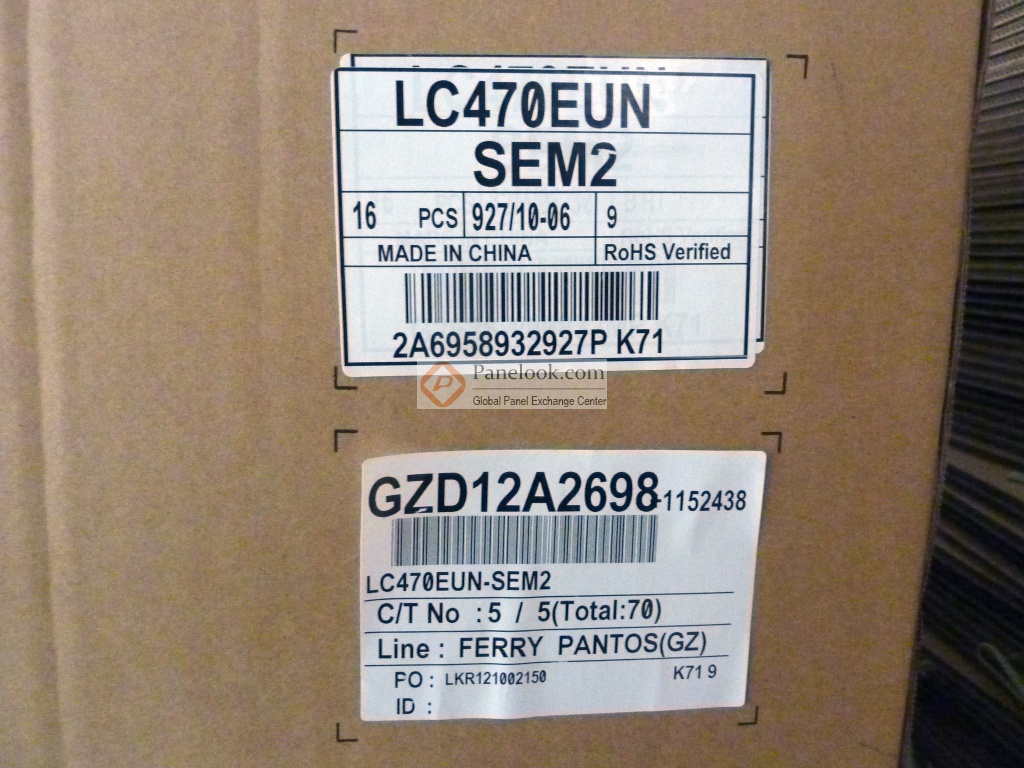 LC470EUN
SEM2
16 PCS 927/10-06 9
MADE IN CHINA RoHS Verified
2A6958932927P K71
Panelook.com
Global Panel Exchange Center
GZD12A2698-1152438
LC470EUN-SEM2
C/T No : 5 / 5(Total:70)
Line : FERRY PANTOS(GZ)
PO : LKR121002150 K71 9
ID :